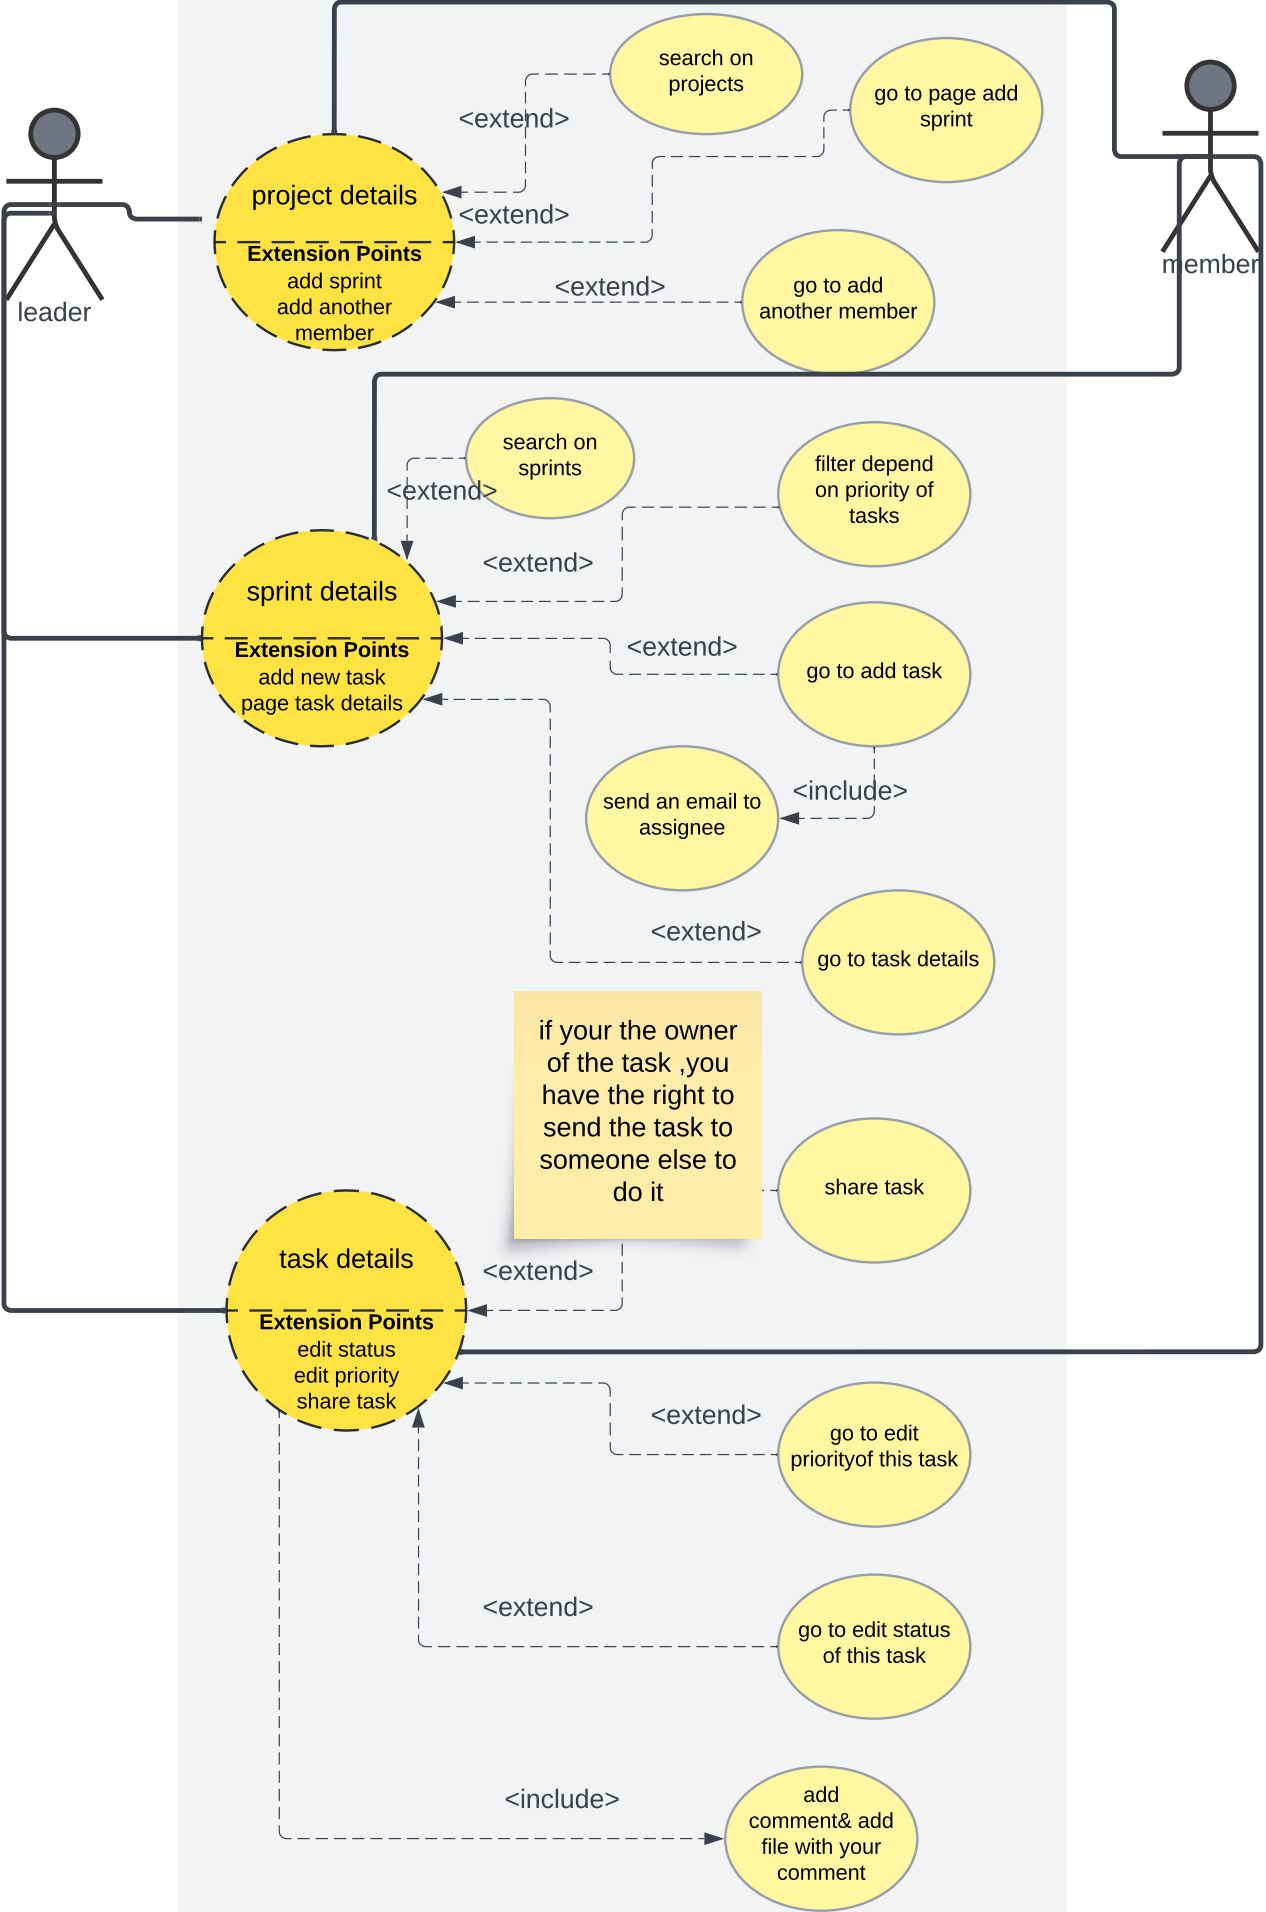 search on
projects
go to page add
sprint
<extend>
project details
<extend>
Extension Points
add sprint
add another
member
<extend>
go to add
another member
leader
member
search on
sprints
<extend>
filter depend
on priority of
tasks
<extend>
sprint details
Extension Points
add new task
page task details
<extend>
go to add task
send an email to
assignee
<include>
<extend>
go to task details
if your the owner
of the task ,you
have the right to
send the task to
someone else to
do it
share task
<extend>
task details
Extension Points
edit status
edit priority
share task
<extend>
go to edit
priorityof this task
<extend>
go to edit status
of this task
<include>
add
comment& add
file with your
comment